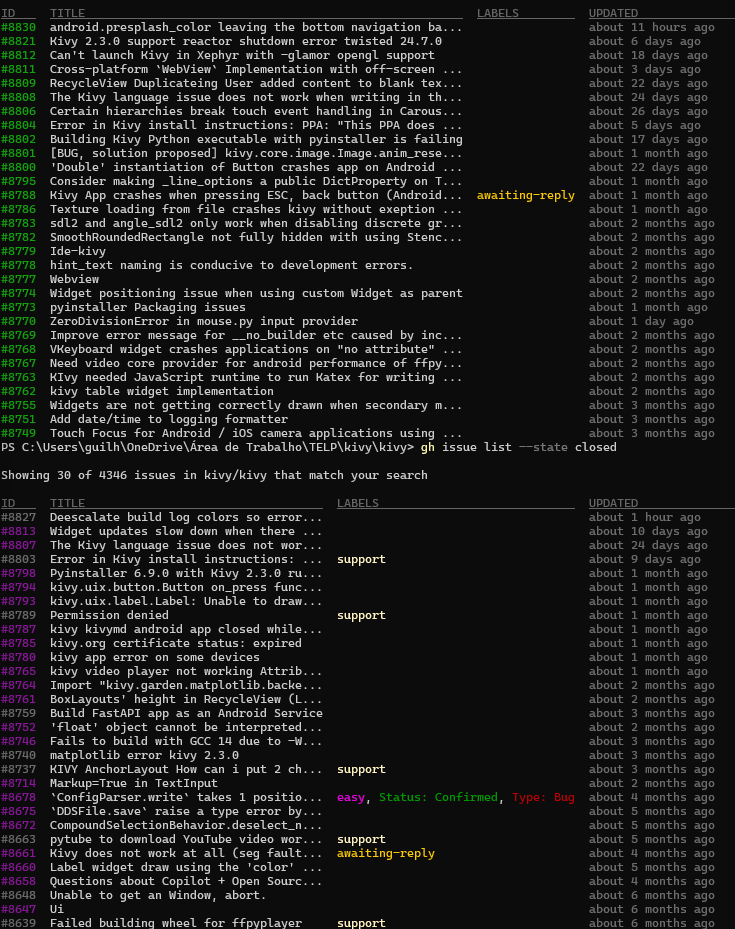 ID TITLE LABELS UPDATED
#8830 android.presplash_color leaving the bottom navigation ba... about 11 hours ago
#8821 Kivy 2.3.0 support reactor shutdown error twisted 24.7.0 about 6 days ago
#8812 Can't launch Kivy in Xephyr with -glamor opengl support about 18 days ago
#8811 Cross-platform `WebView` Implementation with off-screen ... about 3 days ago
#8809 RecycleView Duplicateing User added content to blank tex... about 22 days ago
#8808 The Kivy language issue does not work when writing in th... about 24 days ago
#8806 Certain hierarchies break touch event handling in Carous... about 26 days ago
#8804 Error in Kivy install instructions: PPA: "This PPA does ... about 5 days ago
#8802 Building Kivy Python executable with pyinstaller is failing about 17 days ago
#8801 [BUG, solution proposed] kivy.core.image.Image.anim_rese... about 1 month ago
#8800 'Double' instantiation of Button crashes app on Android ... about 22 days ago
#8795 Consider making _line_options a public DictProperty on T... about 1 month ago
#8788 Kivy App crashes when pressing ESC, back button (Android... awaiting-reply about 1 month ago
#8786 Texture loading from file crashes kivy without exeption ... about 1 month ago
#8783 sdl2 and angle_sdl2 only work when disabling discrete gr... about 2 months ago
#8782 SmoothRoundedRectangle not fully hidden with using Stenc... about 2 months ago
#8779 Ide-kivy about 2 months ago
#8778 hint_text naming is conducive to development errors. about 2 months ago
#8777 Webview about 2 months ago
#8774 Widget positioning issue when using custom Widget as parent about 2 months ago
#8773 pyinstaller Packaging issues about 1 month ago
#8770 ZeroDivisionError in mouse.py input provider about 1 day ago
#8769 Improve error message for __no_builder etc caused by inc... about 2 months ago
#8768 VKeyboard widget crashes applications on "no attribute" ... about 2 months ago
#8767 Need video core provider for android performance of ffpy... about 2 months ago
#8763 KIvy needed JavaScript runtime to run Katex for writing ... about 2 months ago
#8762 kivy table widget implementation about 2 months ago
#8755 Widgets are not getting correctly drawn when secondary m... about 3 months ago
#8751 Add date/time to logging formatter about 3 months ago
#8749 Touch Focus for Android / iOS camera applications using ... about 3 months ago
PS C:\Users\guilh\OneDrive\Área de Trabalho\TELP\kivy\kivy> gh issue list --state closed
Showing 30 of 4346 issues in kivy/kivy that match your search
ID TITLE LABELS UPDATED
#8827 Deescalate build log colors so error... about 1 hour ago
#8813 Widget updates slow down when there ... about 10 days ago
#8807 The Kivy language issue does not wor... about 24 days ago
#8803 Error in Kivy install instructions: ... support about 9 days ago
#8798 Pyinstaller 6.9.0 with Kivy 2.3.0 ru... about 1 month ago
#8794 kivy.uix.button.Button on_press func... about 1 month ago
#8793 kivy.uix.label.Label: Unable to draw... about 1 month ago
#8789 Permission denied support about 1 month ago
#8787 kivy kivymd android app closed while... about 1 month ago
#8785 kivy.org certificate status: expired about 1 month ago
#8780 kivy app error on some devices about 1 month ago
#8765 kivy video player not working Attrib... about 1 month ago
#8764 Import "kivy.garden.matplotlib.backe... about 2 months ago
#8761 BoxLayouts' height in RecycleView (L... about 2 months ago
#8759 Build FastAPI app as an Android Service about 3 months ago
#8752 'float' object cannot be interpreted... about 2 months ago
#8746 Fails to build with GCC 14 due to -W... about 3 months ago
#8740 matplotlib error kivy 2.3.0 about 3 months ago
#8737 KIVY AnchorLayout How can i put 2 ch... support about 3 months ago
#8714 Markup=True in TextInput about 2 months ago
#8678 `ConfigParser.write` takes 1 positio... easy, Status: Confirmed, Type: Bug about 4 months ago
#8675 `DDSFile.save` raise a type error by... about 5 months ago
#8672 CompoundSelectionBehavior.deselect_n... about 5 months ago
#8663 pytube to download YouTube video wor... support about 5 months ago
#8661 Kivy does not work at all (seg fault... awaiting-reply about 4 months ago
#8660 Label widget draw using the 'color' ... about 5 months ago
#8658 Questions about Copilot + Open Sourc... about 4 months ago
#8648 Unable to get an Window, abort. about 6 months ago
#8647 Ui about 6 months ago
#8639 Failed building wheel for ffpyplayer support about 6 months ago